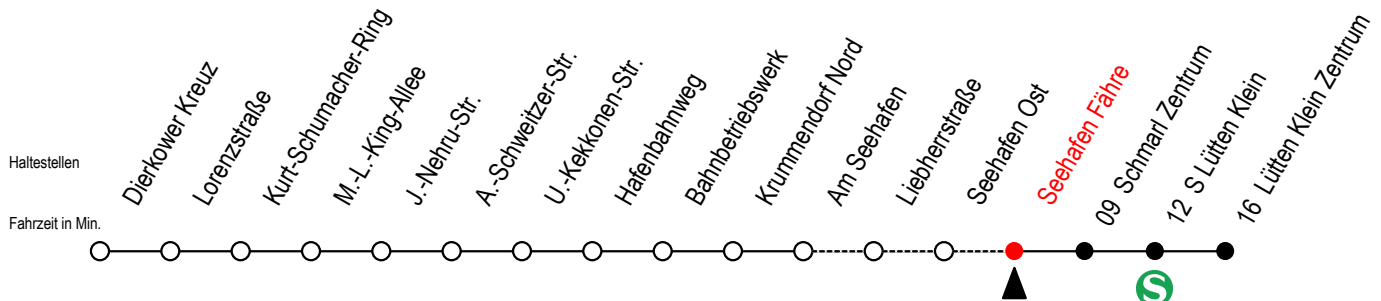 Haltestellen
Fahrzeit in Min.
Dierkower Kreuz
Lorenzstraße
Kurt-Schumacher-Ring
M.-L.-King-Allee
J.-Nehru-Str.
A.-Schweitzer-Str.
U.-Kekkonen-Str.
Hafenbahnweg
Bahnbetriebswerk
Krummendorf Nord
Am Seehafen
Liebherrstraße
Seehafen Ost
Seehafen Fähre
09 Schmarl Zentrum
12 S Lütten Klein
16 Lütten Klein Zentrum
S